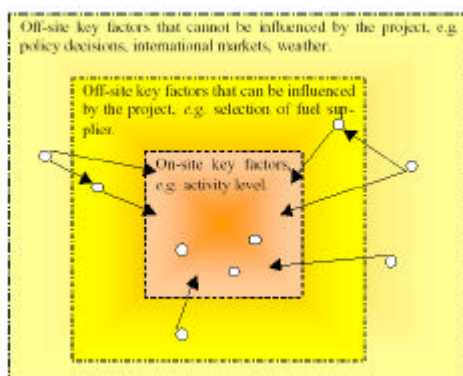 Off-site key factors that cannot be influenced by the project, e.g.
policy decisions, international markets, weather.
Off-site key factors that can be influenced
by the project, e.g. selection of fuel sup-
plier.
On-site key factors,
e.g. activity level.